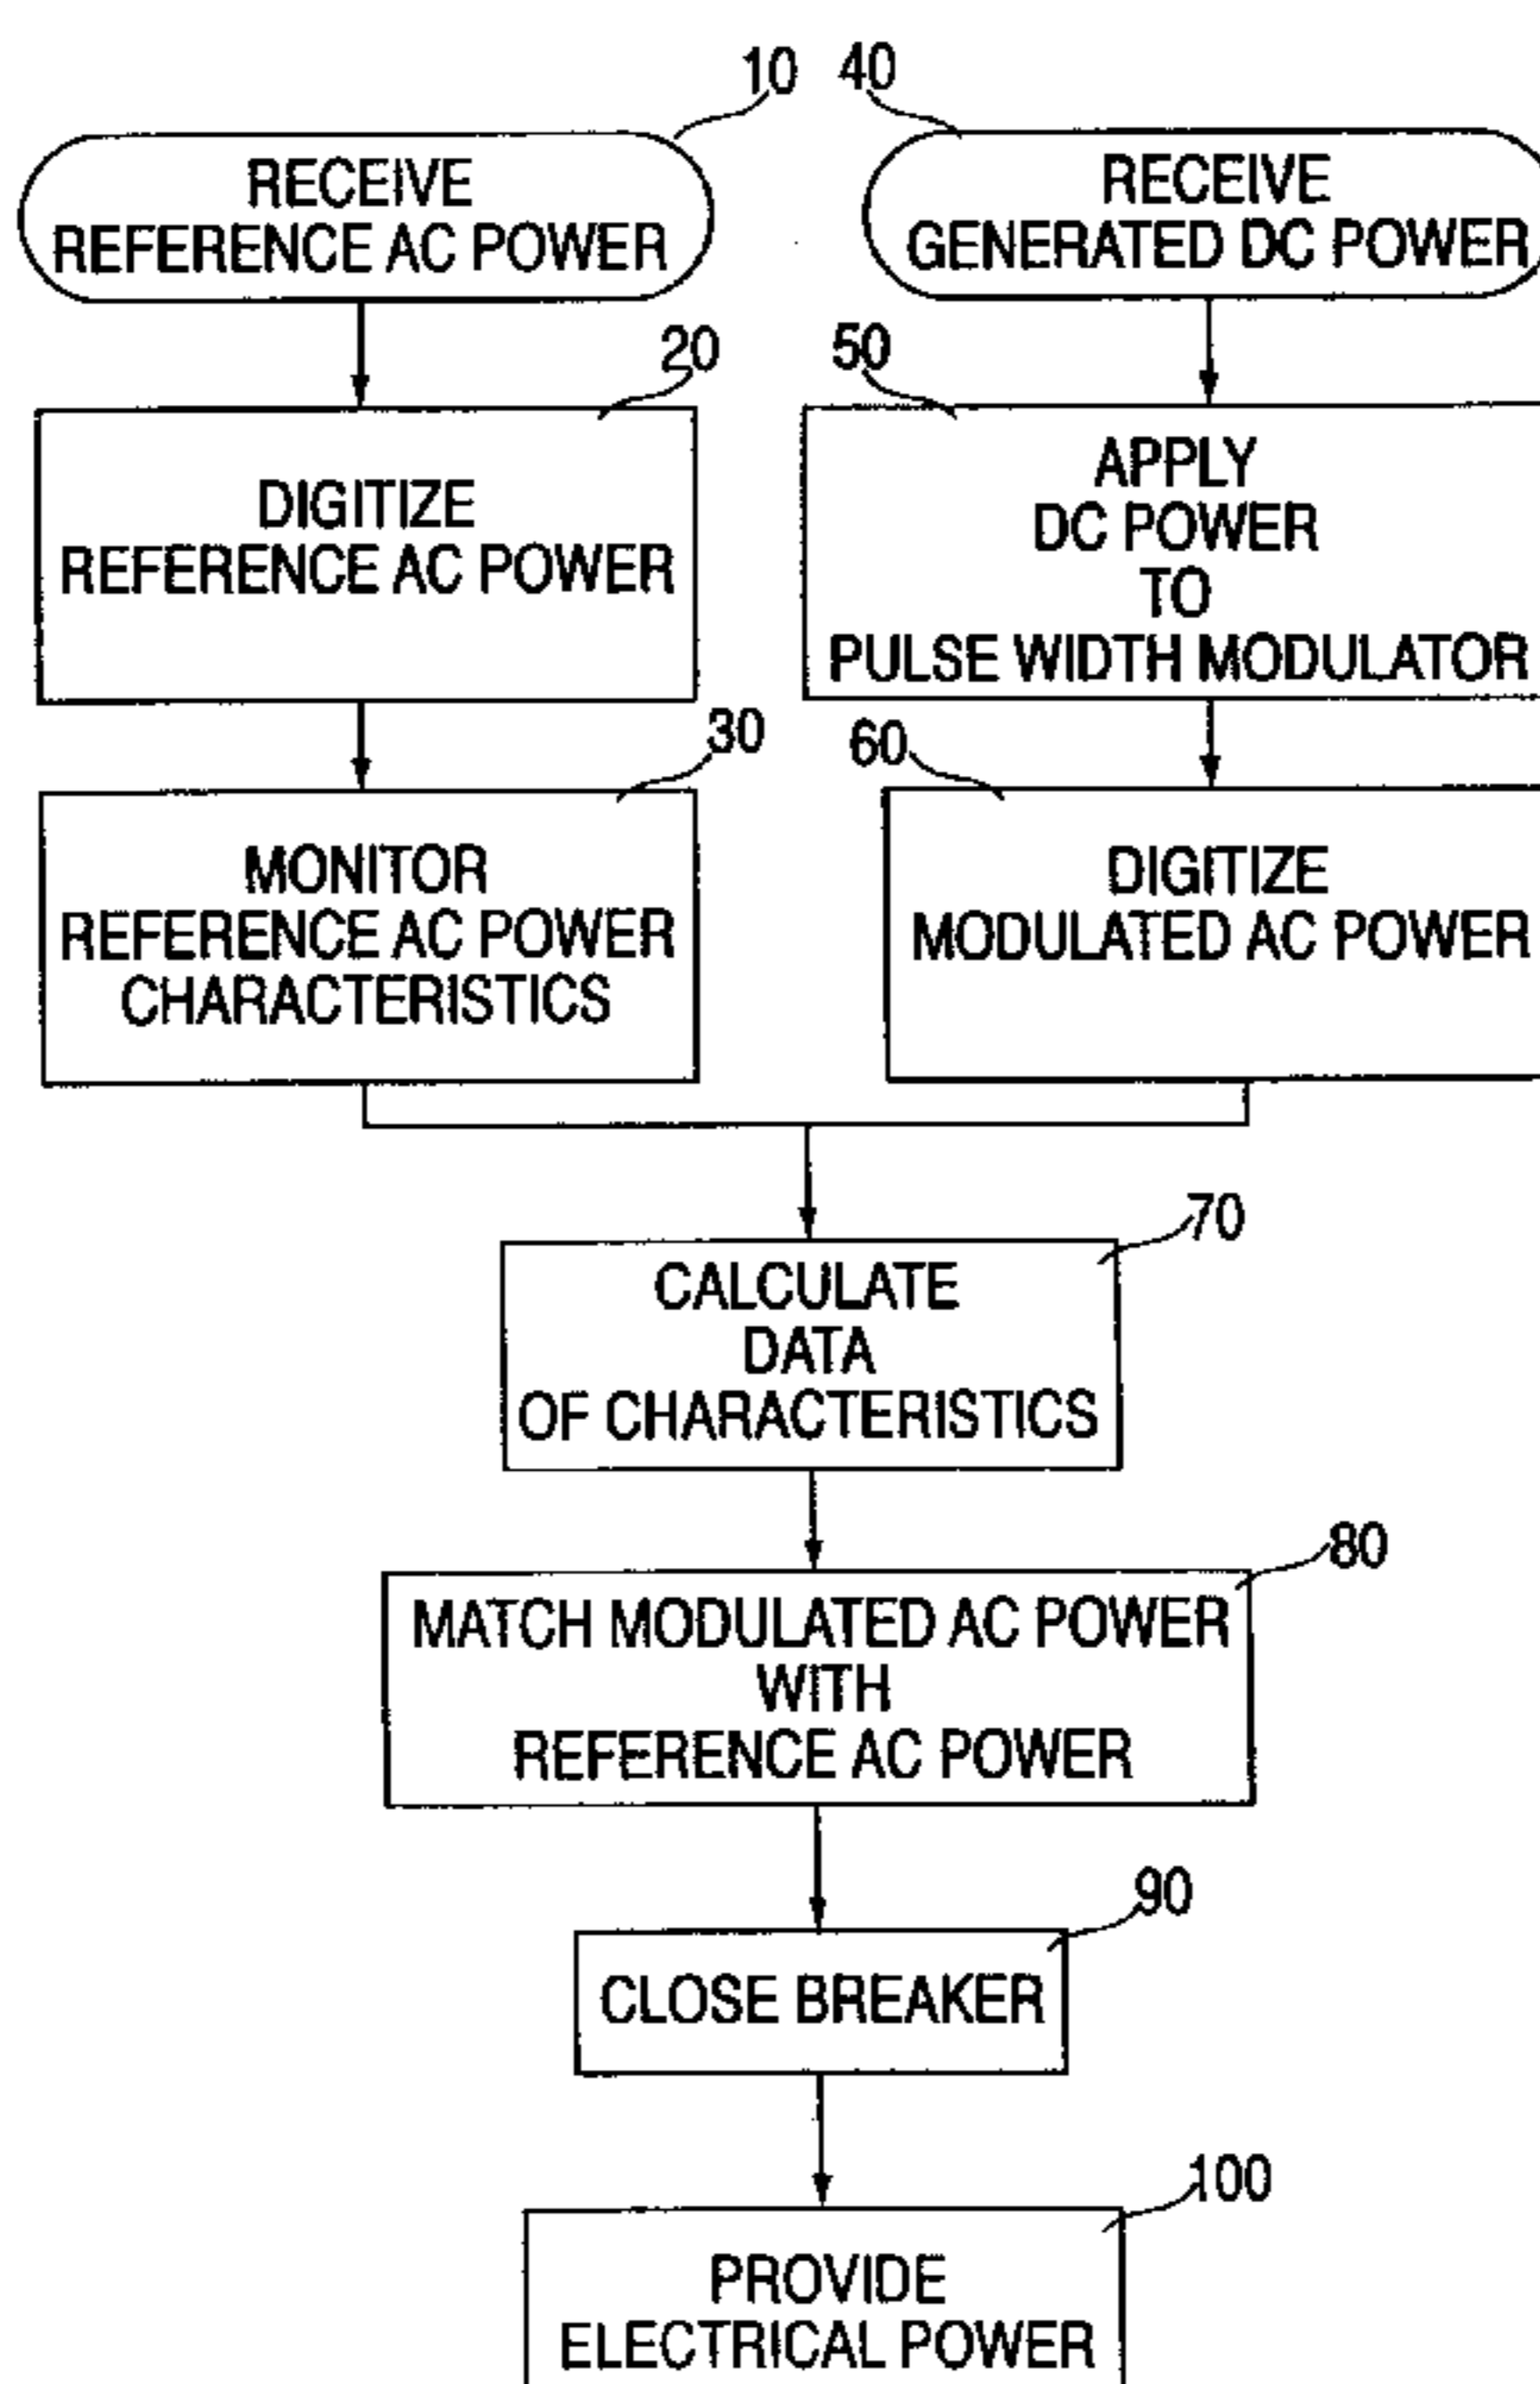 10
40
RECEIVE
REFERENCE AC POWER
RECEIVE
GENERATED DC POWER
20
50
DIGITIZE
REFERENCE AC POWER
APPLY
DC POWER
TO
PULSE WIDTH MODULATOR
30
60
MONITOR
REFERENCE AC POWER
CHARACTERISTICS
DIGITIZE
MODULATED AC POWER
70
CALCULATE
DATA
OF CHARACTERISTICS
80
MATCH MODULATED AC POWER
WITH
REFERENCE AC POWER
90
CLOSE BREAKER
100
PROVIDE
ELECTRICAL POWER